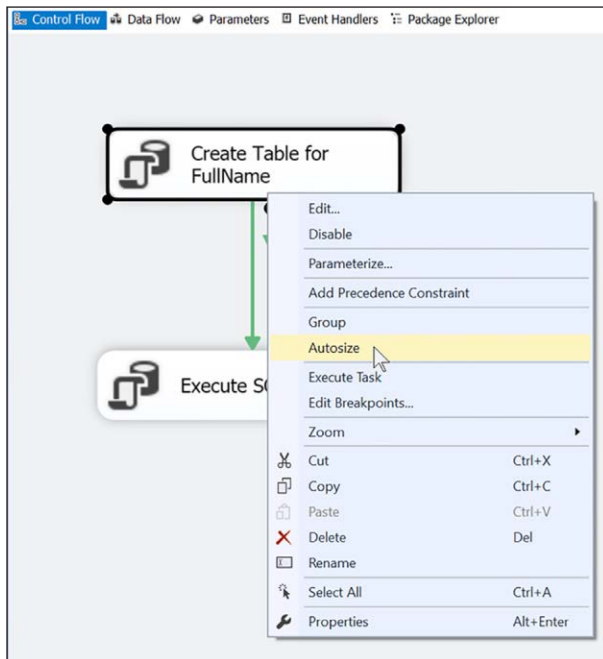 Control Flow Data Flow Parameters Event Handlers Package Explorer
Create Table for
FullName
Edit...
Disable
Parameterize...
Add Precedence Constraint
Group
Autosize
Execute Task
Execute
Edit Breakpoints...
Zoom
Cut Ctrl+X
Copy Ctrl+C
Paste Ctrl+V
Delete Del
Rename
Select All Ctrl+A
Properties Alt+Enter